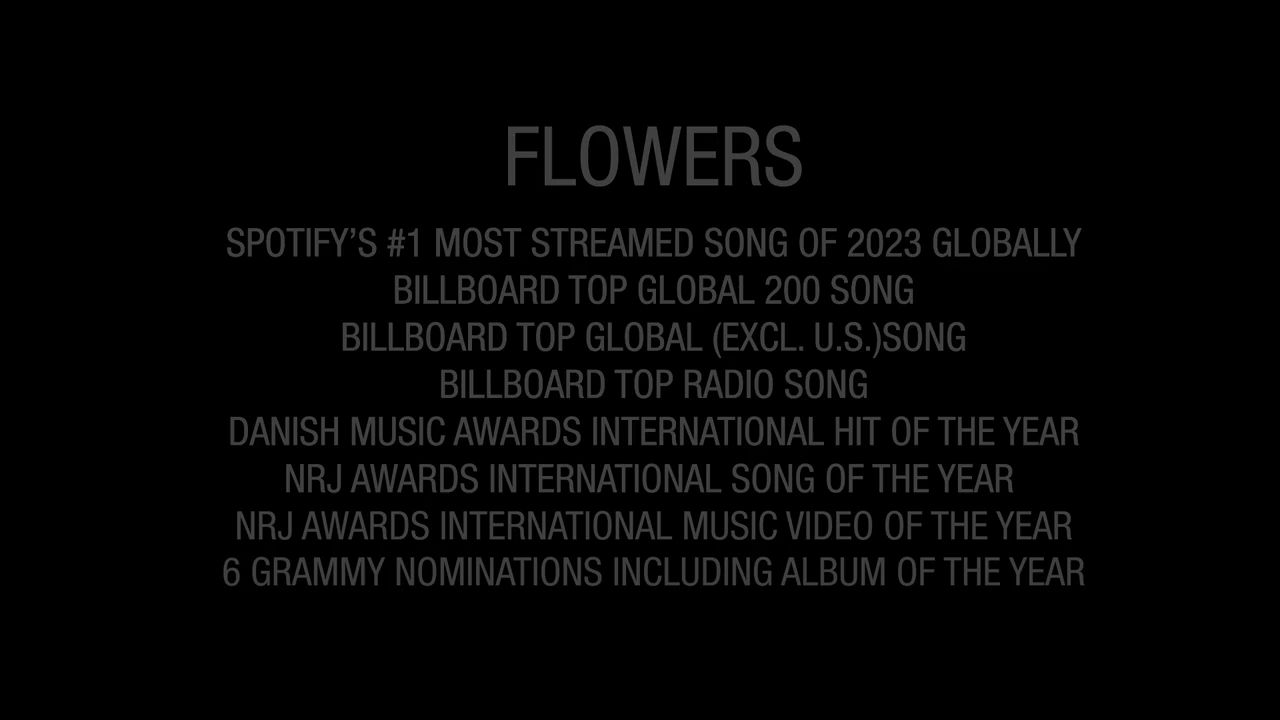 FLOWERS
SPOTIFY’S #1 MOST STREAMED SONG OF 2023 GLOBALLY
BILLBOARD TOP GLOBAL 200 SONG
BILLBOARD TOP GLOBAL (EXCL. U.S.)SONG
BILLBOARD TOP RADIO SONG
DANISH MUSIC AWARDS INTERNATIONAL HIT OF THE YEAR
NRJ AWARDS INTERNATIONAL SONG OF THE YEAR
NRJ AWARDS INTERNATIONAL MUSIC VIDEO OF THE YEAR
6 GRAMMY NOMINATIONS INCLUDING ALBUM OF THE YEAR